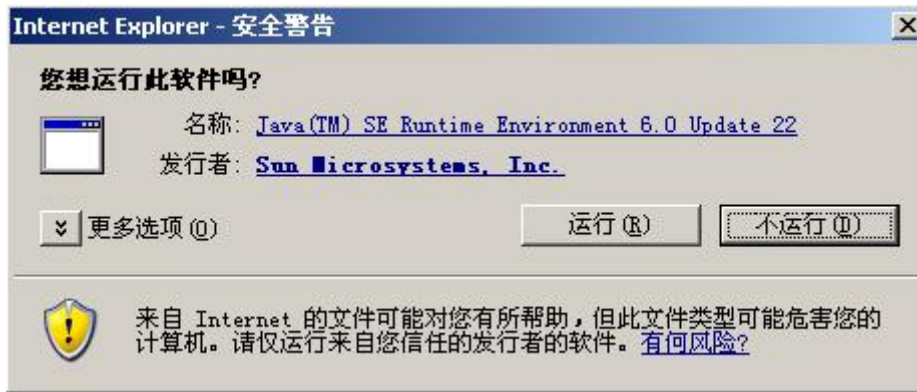 Internet Explorer - 安全警告
您想运行此软件吗?
名称: Java(TM) SE Runtime Environment 6.0 Update 22
发行者: Sun Microsystems, Inc.
更多选项(O) 运行(R) 不运行(D)
来自 Internet 的文件可能对您有所帮助，但此文件类型可能危害您的
计算机。请仅运行来自您信任的发行者的软件。有何风险?